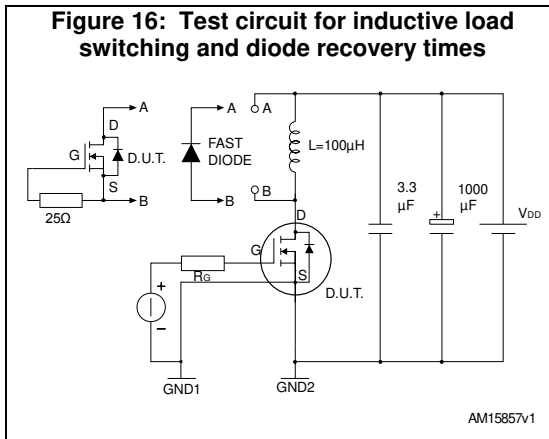 Figure 16: Test circuit for inductive load
switching and diode recovery times
A
D
G
D.U.T.
S
B
25Ω
A
FAST
DIODE
B
A
L=100µH
B
D
G
RG
S
D.U.T.
3.3
µF
1000
µF
+
VDD
+
–
GND1
GND2
AM15857v1